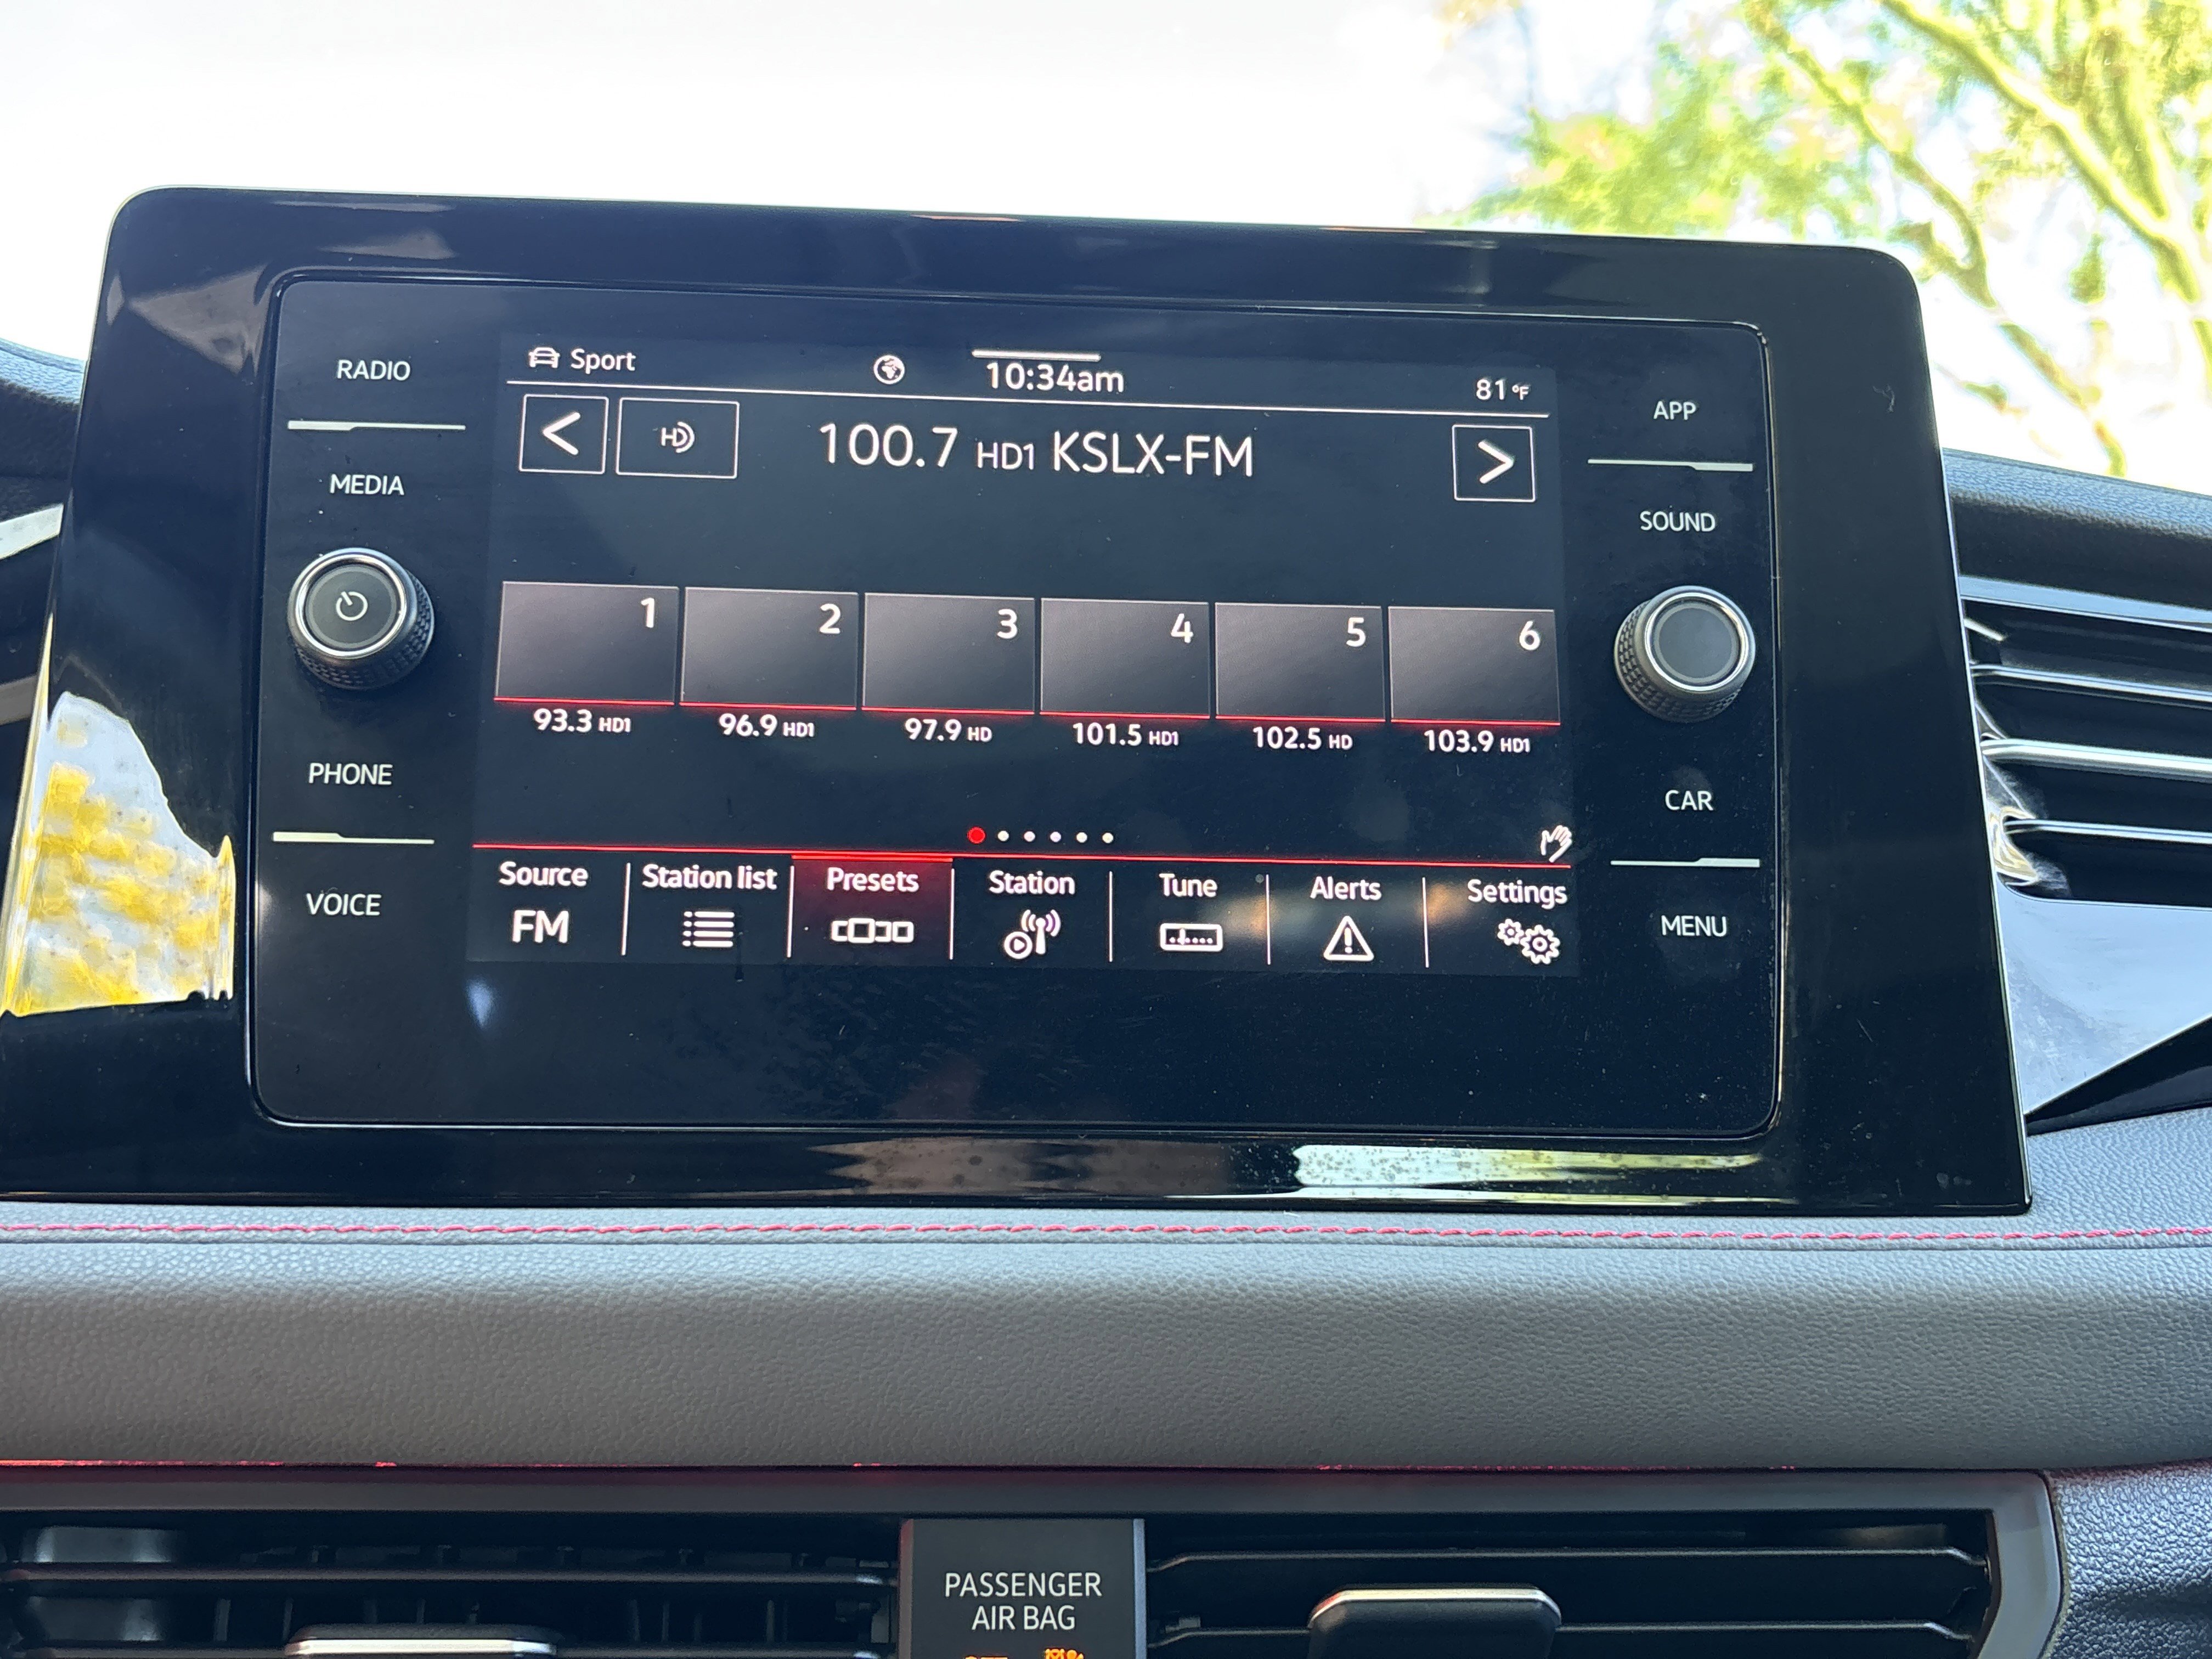 RADIO
MEDIA
PHONE
VOICE
Sport
10:34am
81°F
HD
100.7 HD1 KSLX-FM
1 2 3 4 5 6
93.3 HD1 96.9 HD1 97.9 HD 101.5 HD1 102.5 HD 103.9 HD1
Source Station list Presets Station Tune Alerts Settings
FM
APP
SOUND
CAR
MENU
PASSENGER
AIR BAG